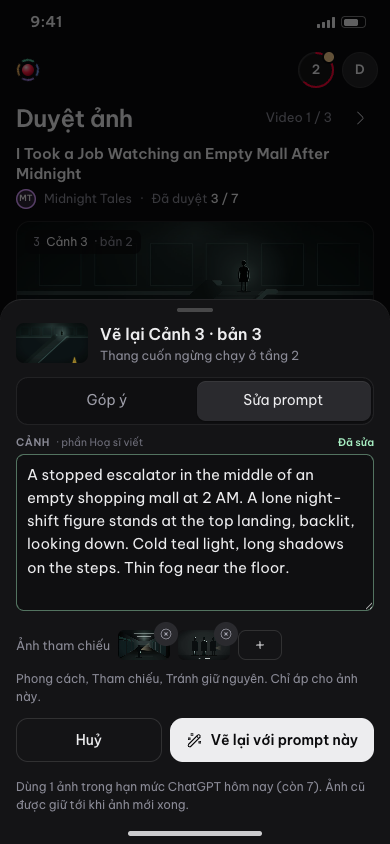 9:41
2
D
Duyệt ảnh
Video 1 / 3
I Took a Job Watching an Empty Mall After
Midnight
MT Midnight Tales · Đã duyệt 3 / 7
3 Cảnh 3 · bản 2
Vẽ lại Cảnh 3 · bản 3
Thang cuốn ngừng chạy ở tầng 2
Góp ý
Sửa prompt
CẢNH · phần Hoạ sĩ viết
Đã sửa
A stopped escalator in the middle of an
empty shopping mall at 2 AM. A lone night-
shift figure stands at the top landing, backlit,
looking down. Cold teal light, long shadows
on the steps. Thin fog near the floor.
Ảnh tham chiếu
+
Phong cách, Tham chiếu, Tránh giữ nguyên. Chỉ áp cho ảnh
này.
Huỷ
Vẽ lại với prompt này
Dùng 1 ảnh trong hạn mức ChatGPT hôm nay (còn 7). Ảnh cũ
được giữ tới khi ảnh mới xong.